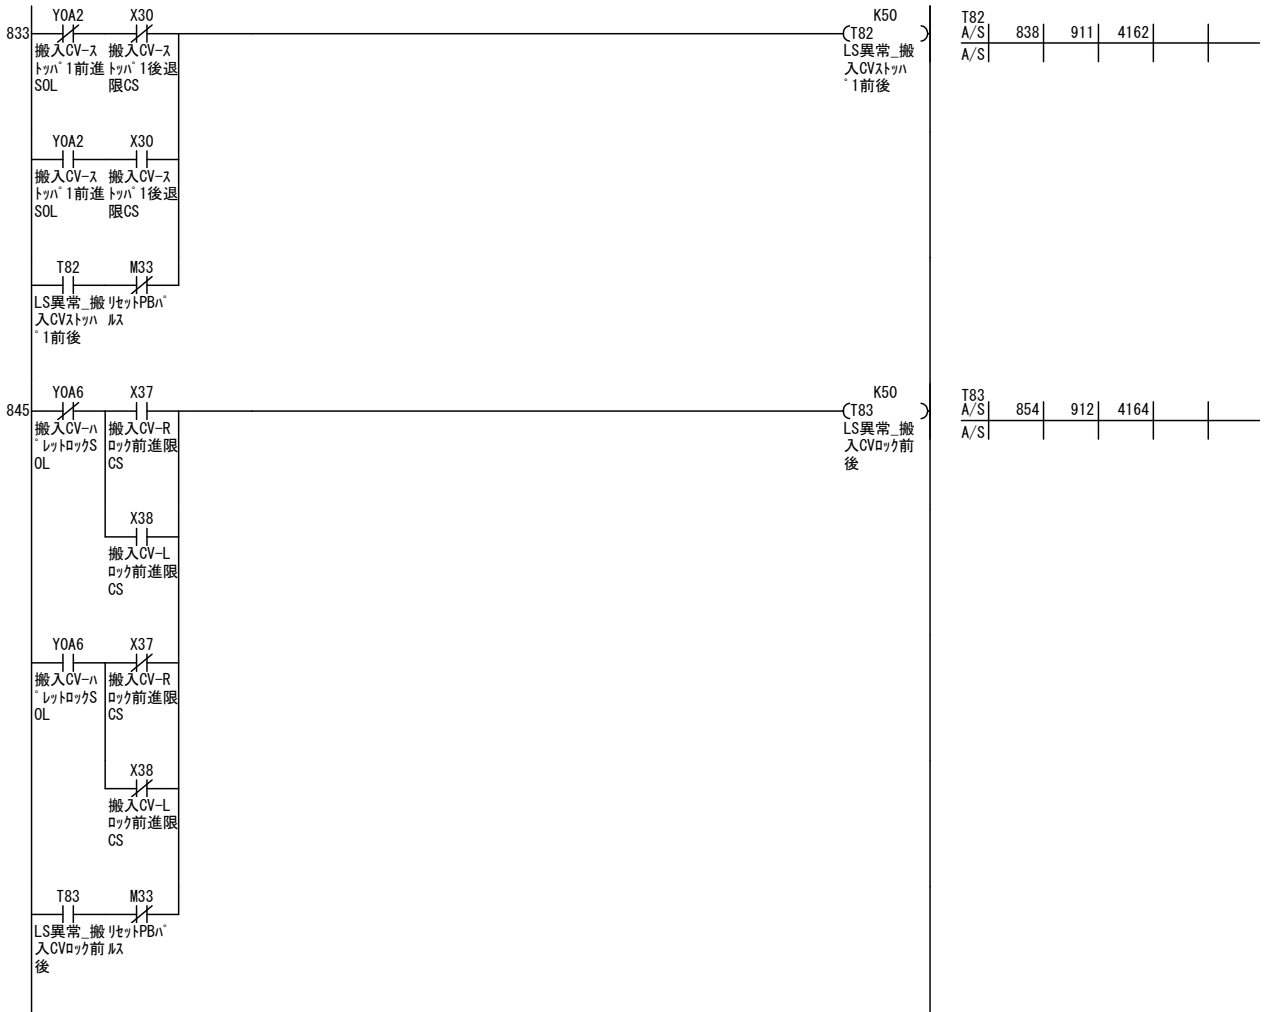 Y0A2 X30 K50
833 T82
搬入CV-ス 搬入CV-ス LS異常_搬
トッパ゚1前進 トッパ゚1後退 入CVストッハ
SOL 限CS ゚1前後
T82
A/S 838 911 4162
A/S
Y0A2 X30
搬入CV-ス 搬入CV-ス
トッパ゚1前進 トッパ゚1後退
SOL 限CS
T82 M33
LS異常_搬 リセットPBパ
入CVストッハ ルス
゚1前後
Y0A6 X37 K50
845 T83
搬入CV-ハ 搬入CV-R LS異常_搬
゚レットロックS ロック前進限 入CVロック前
OL CS 後
T83
A/S 854 912 4164
A/S
X38
搬入CV-L
ロック前進限
CS
Y0A6 X37
搬入CV-ハ 搬入CV-R
゚レットロックS ロック前進限
OL CS
X38
搬入CV-L
ロック前進限
CS
T83 M33
LS異常_搬 リセットPBパ
入CVロック前 ルス
後